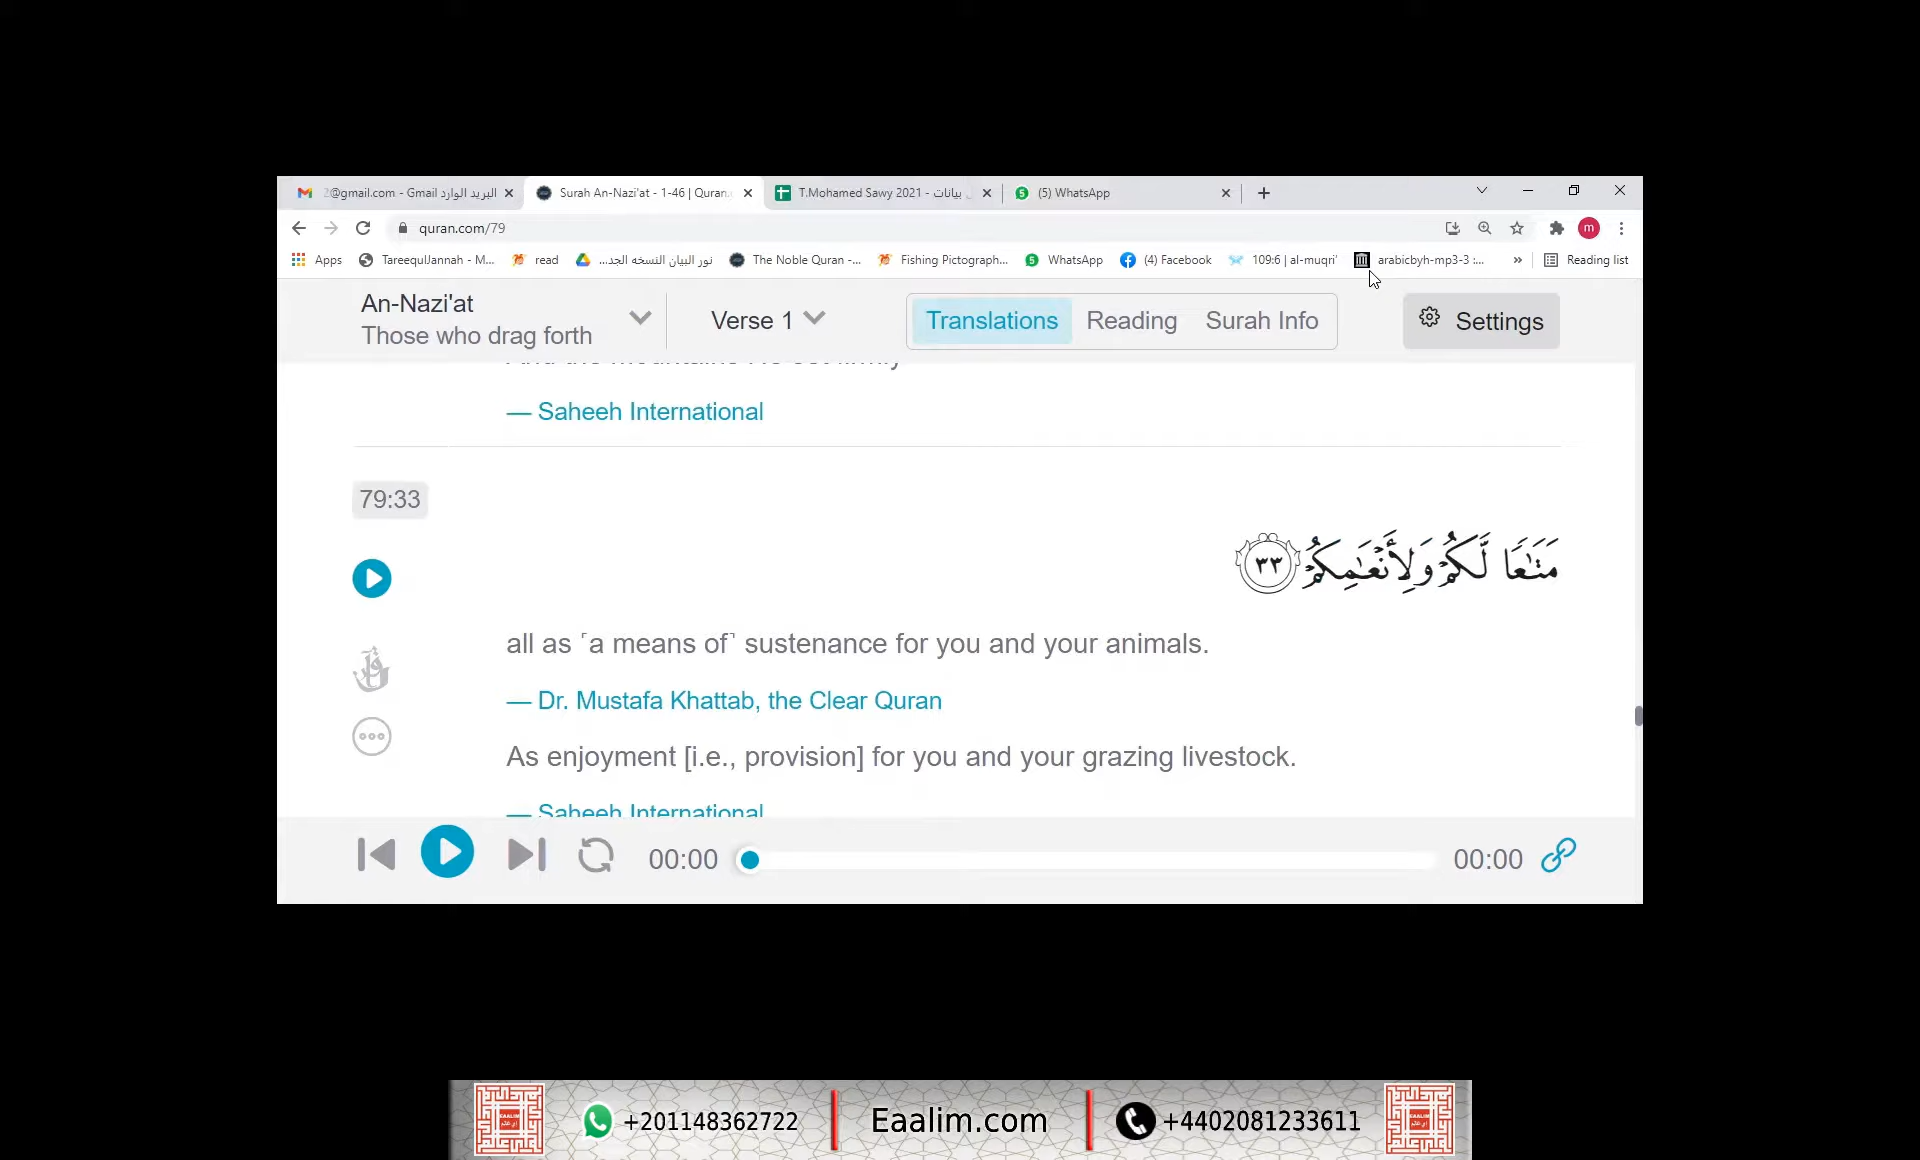 2@gmail.com - Gmail البريد الوارد
Surah An-Nazi'at - 1-46 | Quran.
T.Mohamed Sawy 2021 - بيانات
(5) WhatsApp
quran.com/79
m
Apps
TareequlJannah - M...
read
نور البيان النسخه الجد...
The Noble Quran -...
Fishing Pictograph...
WhatsApp
(4) Facebook
109:6 | al-muqri'
arabicbyh-mp3-3 :...
»
Reading list
An-Nazi'at
Those who drag forth
Verse 1
Translations
Reading
Surah Info
Settings
— Saheeh International
79:33
مَتَـٰعًا لَّكُمْ وَلِأَنْعَـٰمِكُمْ ٣٣
all as ˹a means of˺ sustenance for you and your animals.
— Dr. Mustafa Khattab, the Clear Quran
As enjoyment [i.e., provision] for you and your grazing livestock.
— Saheeh International
00:00
00:00
+201148362722
Eaalim.com
+4402081233611